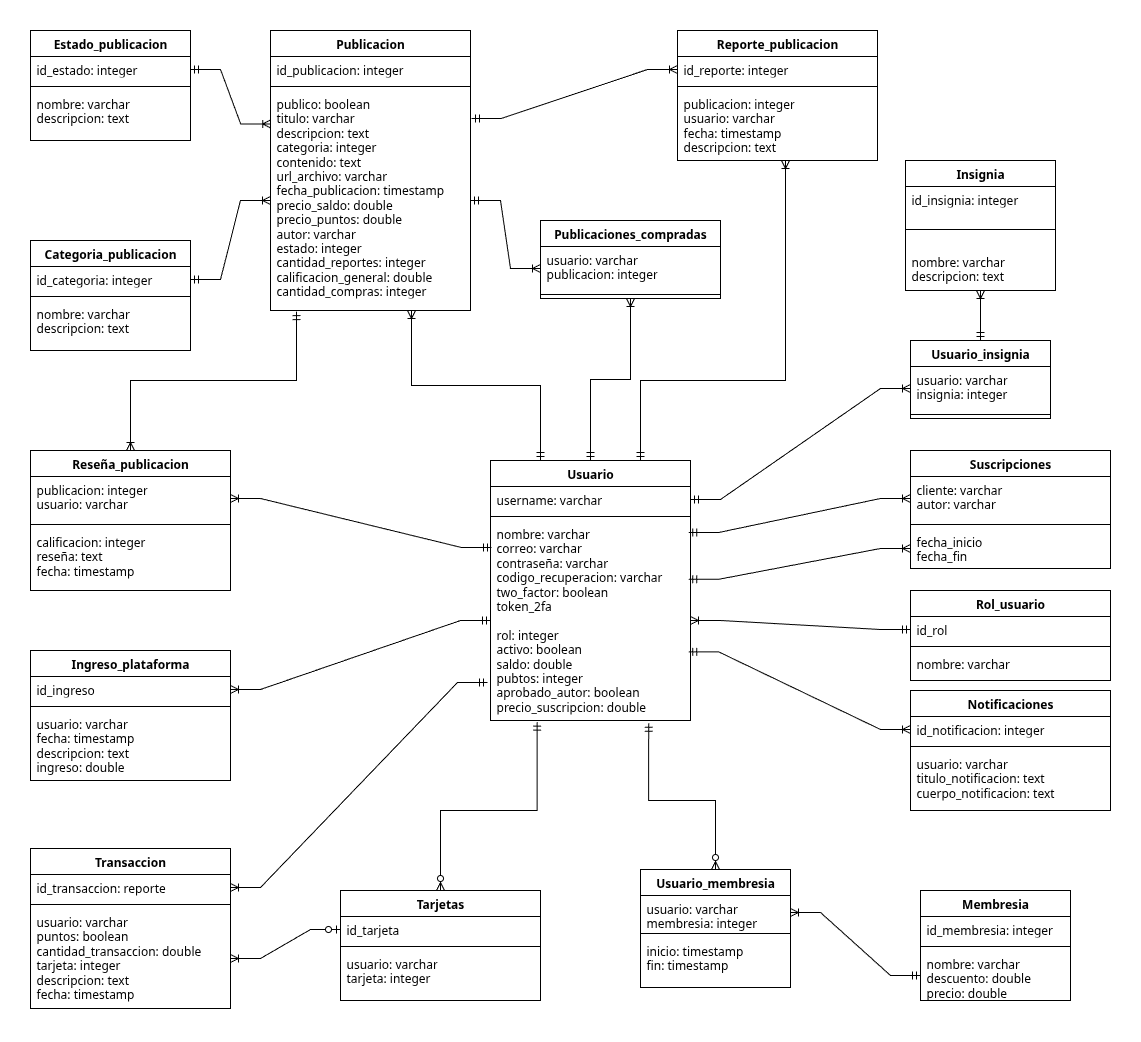 Estado_publicacion
id_estado: integer
nombre: varchar
descripcion: text
Publicacion
id_publicacion: integer
publico: boolean
titulo: varchar
descripcion: text
categoria: integer
contenido: text
url_archivo: varchar
fecha_publicacion: timestamp
precio_saldo: double
precio_puntos: double
autor: varchar
estado: integer
cantidad_reportes: integer
calificacion_general: double
cantidad_compras: integer
Reporte_publicacion
id_reporte: integer
publicacion: integer
usuario: varchar
fecha: timestamp
descripcion: text
Insignia
id_insignia: integer
nombre: varchar
descripcion: text
Categoria_publicacion
id_categoria: integer
nombre: varchar
descripcion: text
Publicaciones_compradas
usuario: varchar
publicacion: integer
Usuario_insignia
usuario: varchar
insignia: integer
Reseña_publicacion
publicacion: integer
usuario: varchar
calificacion: integer
reseña: text
fecha: timestamp
Usuario
username: varchar
nombre: varchar
correo: varchar
contraseña: varchar
codigo_recuperacion: varchar
two_factor: boolean
token_2fa
rol: integer
activo: boolean
saldo: double
pubtos: integer
aprobado_autor: boolean
precio_suscripcion: double
Suscripciones
cliente: varchar
autor: varchar
fecha_inicio
fecha_fin
Rol_usuario
id_rol
nombre: varchar
Ingreso_plataforma
id_ingreso
usuario: varchar
fecha: timestamp
descripcion: text
ingreso: double
Notificaciones
id_notificacion: integer
usuario: varchar
titulo_notificacion: text
cuerpo_notificacion: text
Transaccion
id_transaccion: reporte
usuario: varchar
puntos: boolean
cantidad_transaccion: double
tarjeta: integer
descripcion: text
fecha: timestamp
Tarjetas
id_tarjeta
usuario: varchar
tarjeta: integer
Usuario_membresia
usuario: varchar
membresia: integer
inicio: timestamp
fin: timestamp
Membresia
id_membresia: integer
nombre: varchar
descuento: double
precio: double